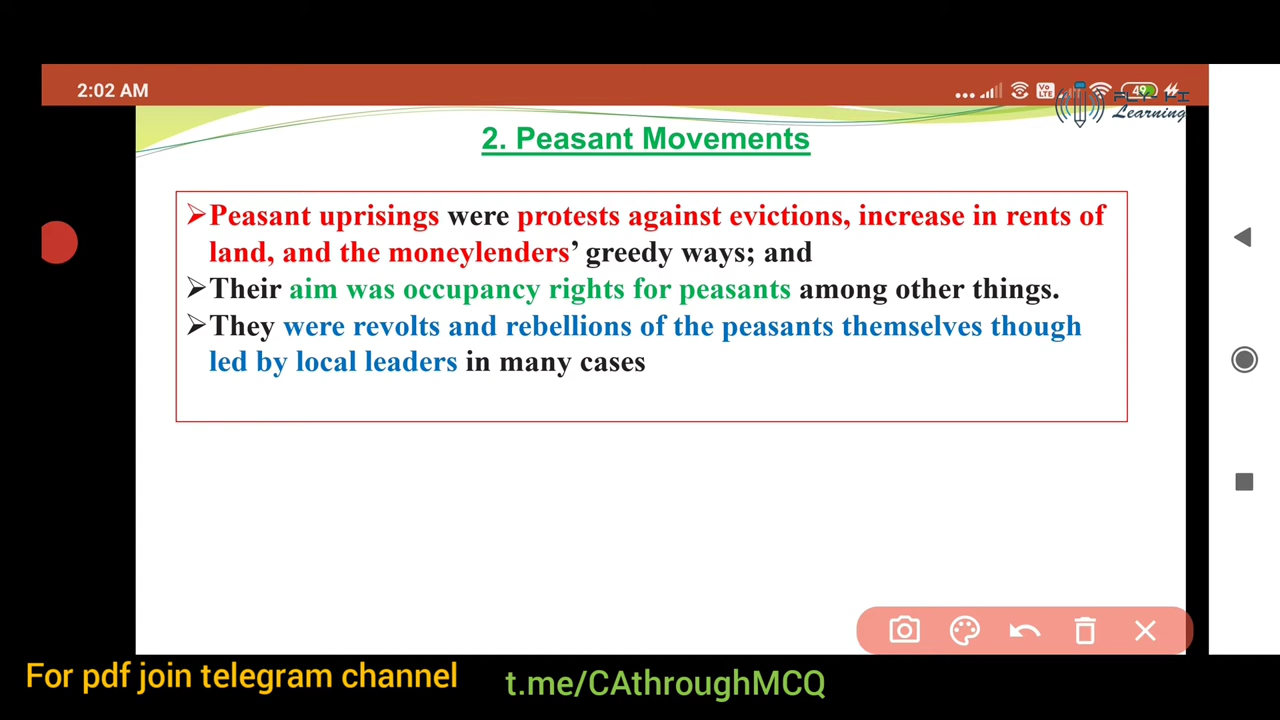 2:02 AM
Vo LTE
49
Learning
2. Peasant Movements
➢Peasant uprisings were protests against evictions, increase in rents of
land, and the moneylenders’ greedy ways; and
➢Their aim was occupancy rights for peasants among other things.
➢They were revolts and rebellions of the peasants themselves though
led by local leaders in many cases
For pdf join telegram channel
t.me/CAthroughMCQ